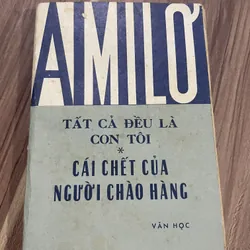 AMILƠ
TẤT CẢ ĐỀU LÀ
CON TÔI
*
CÁI CHẾT CỦA
NGƯỜI CHÀO HÀNG
VĂN HỌC